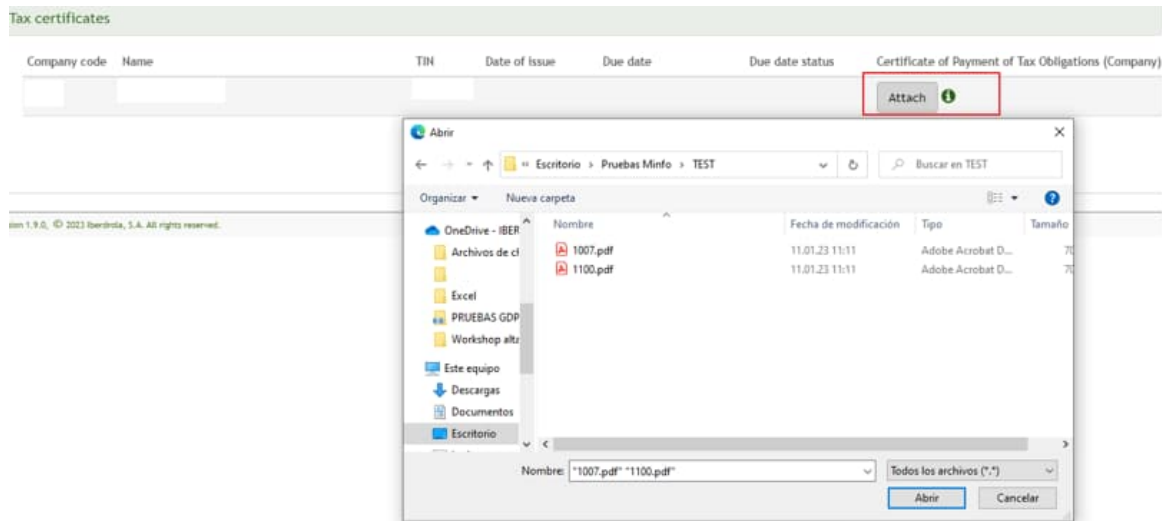 Tax certificates
Company code Name TIN Date of issue Due date Due date status Certificate of Payment of Tax Obligations (Company)
Attach
Abrir
« Escritorio > Pruebas Minfo > TEST Buscar en TEST
Organizar Nueva carpeta
Nombre Fecha de modificación Tipo Tamaño
OneDrive - IBER
Archivos de
Excel
PRUEBAS GDP
Workshop
Este equipo
Descargas
Documentos
Escritorio
1007.pdf 11.01.23 11:11 Adobe Acrobat D...
1100.pdf 11.01.23 11:11 Adobe Acrobat D...
1.9.0, © 2023 Iberdrola, S.A. All rights reserved.
Nombre: "1007.pdf" "1100.pdf" Todos los archivos (*.*)
Abrir Cancelar